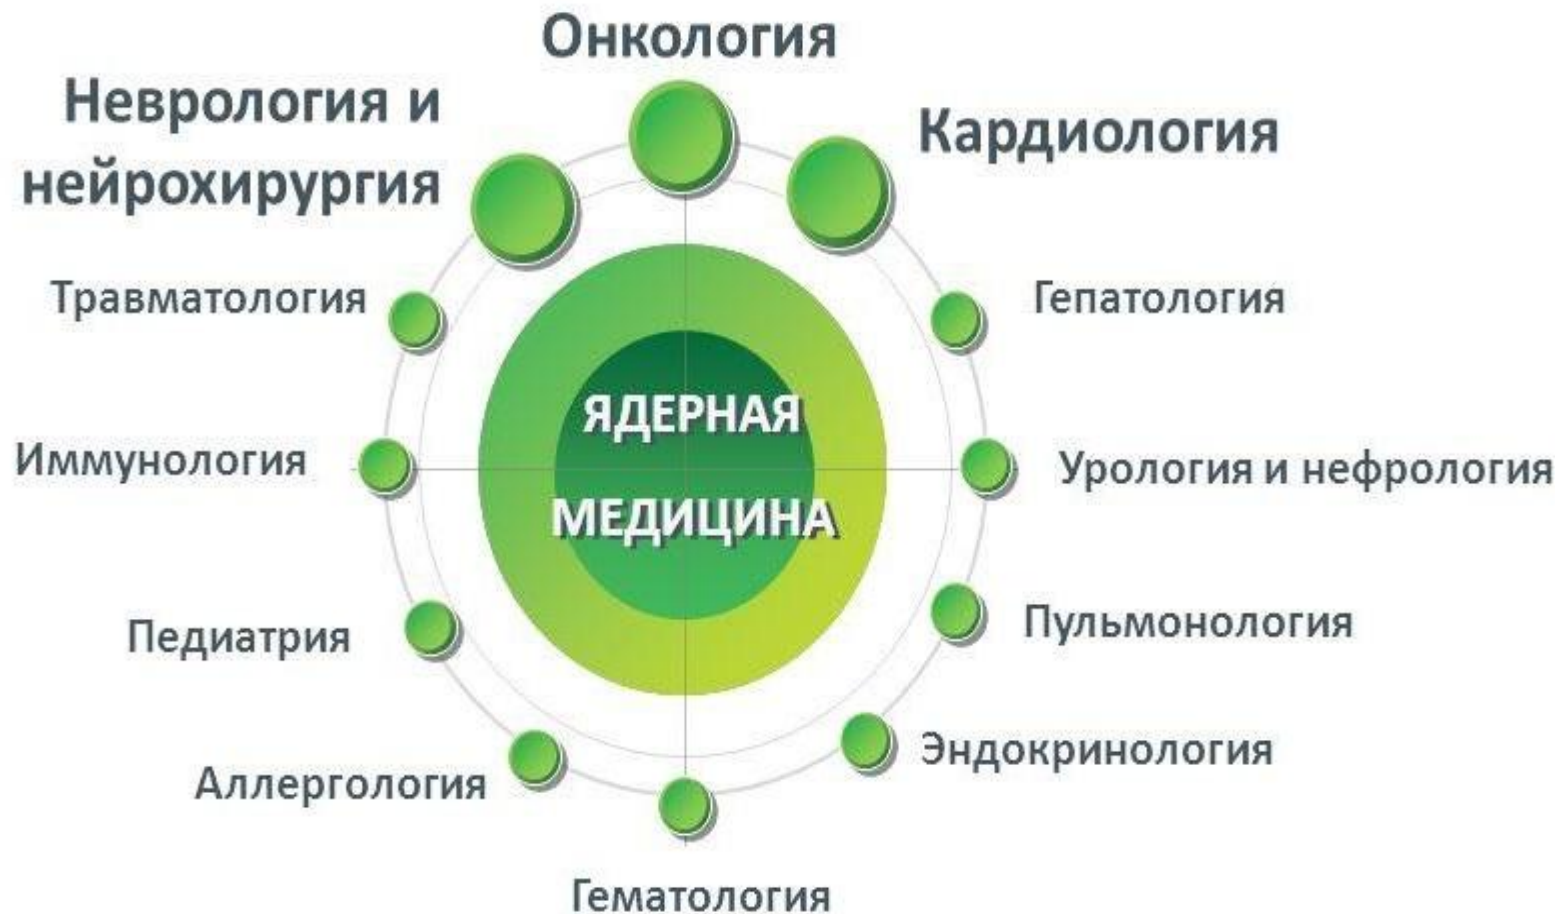 Онкология
Неврология и
нейрохирургия
Кардиология
Травматология
Гепатология
ЯДЕРНАЯ
МЕДИЦИНА
Иммунология
Урология и нефрология
Педиатрия
Пульмонология
Аллергология
Эндокринология
Гематология